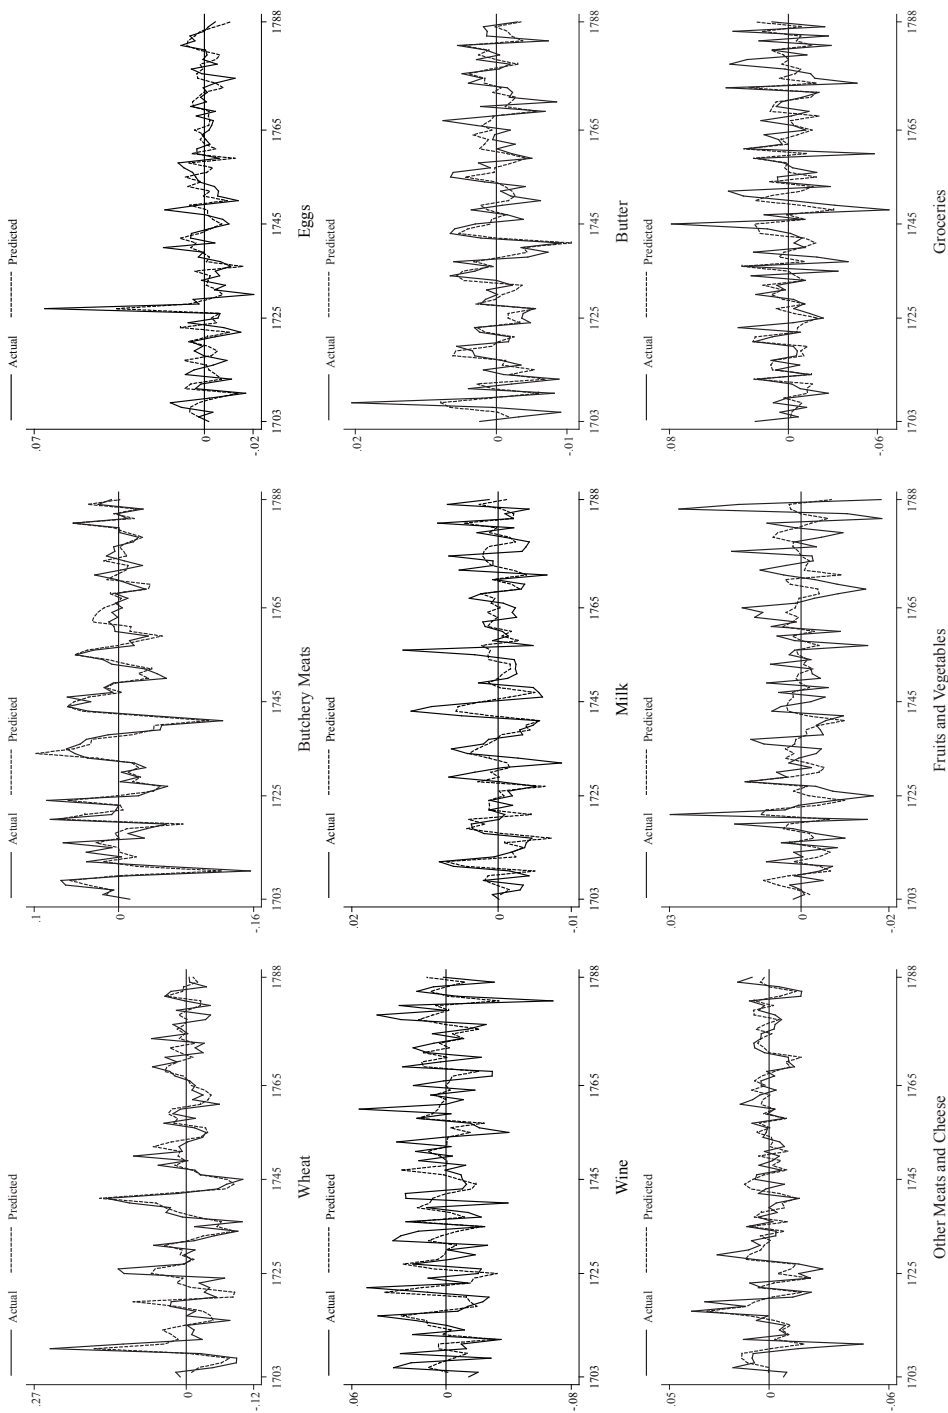 Actual Predicted
.27
0
-.12
1703 1725 1745 1765 1788
Wheat
Actual Predicted
.1
0
-.16
1703 1725 1745 1765 1788
Butchery Meats
Actual Predicted
.07
0
-.02
1703 1725 1745 1765 1788
Eggs
Actual Predicted
.06
0
-.08
1703 1725 1745 1765 1788
Wine
Actual Predicted
.02
0
-.01
1703 1725 1745 1765 1788
Milk
Actual Predicted
.02
0
-.01
1703 1725 1745 1765 1788
Butter
Actual Predicted
.05
0
-.06
1703 1725 1745 1765 1788
Other Meats and Cheese
Actual Predicted
.03
0
-.02
1703 1725 1745 1765 1788
Fruits and Vegetables
Actual Predicted
.08
0
-.06
1703 1725 1745 1765 1788
Groceries